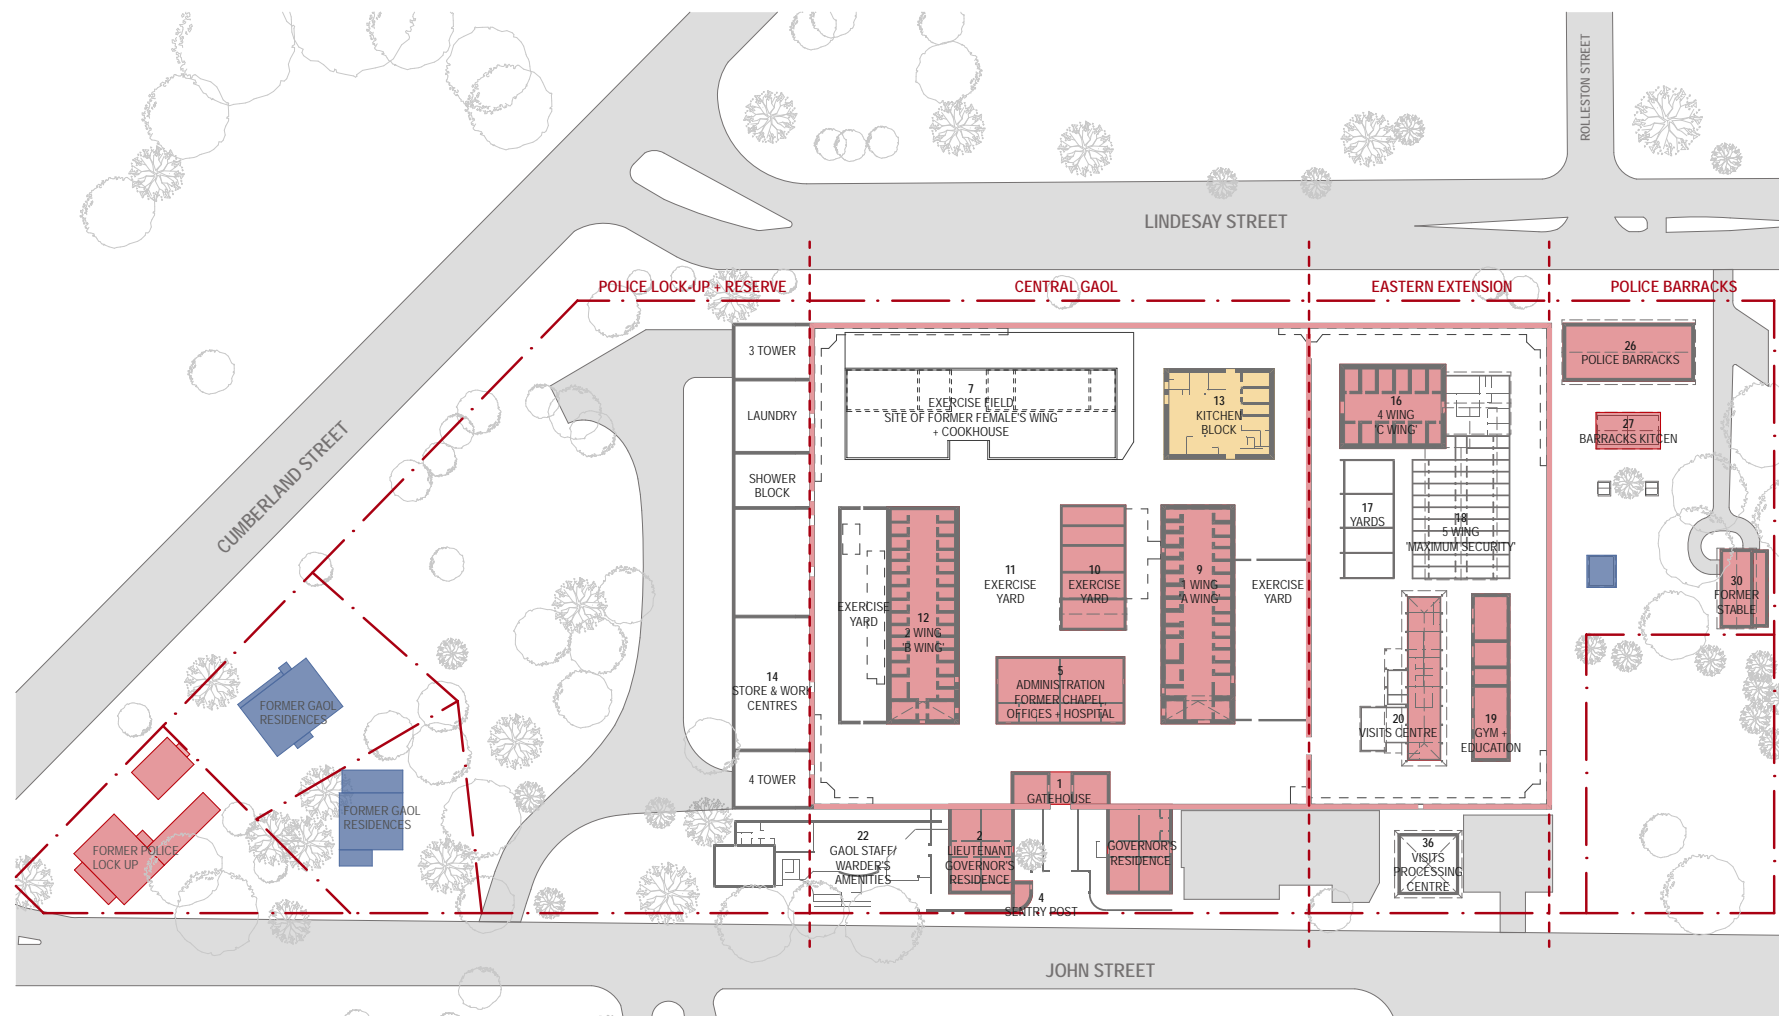 ROLLESTON STREET
LINDESAY STREET
POLICE LOCK-UP + RESERVE
CENTRAL GAOL
EASTERN EXTENSION
POLICE BARRACKS
CUMBERLAND STREET
3 TOWER
LAUNDRY
SHOWER
BLOCK
14
STORE & WORK
CENTRES
4 TOWER
7
EXERCISE FIELD
SITE OF FORMER FEMALE'S WING
+ COOKHOUSE
13
KITCHEN
BLOCK
16
4 WING
'C WING'
26
POLICE BARRACKS
27
BARRACKS KITCEN
17
YARDS
18
5 WING
'MAXIMUM SECURITY'
EXERCISE
YARD
12
2 WING
'B WING'
11
EXERCISE
YARD
10
EXERCISE
YARD
9
1 WING
'A WING'
EXERCISE
YARD
30
FORMER
STABLE
5
ADMINISTRATION
FORMER CHAPEL,
OFFICES + HOSPITAL
20
VISITS CENTRE
19
GYM +
EDUCATION
FORMER GAOL
RESIDENCES
FORMER GAOL
RESIDENCES
FORMER POLICE
LOCK UP
1
GATEHOUSE
22
GAOL STAFF/
WARDER'S
AMENITIES
2
LIEUTENANT
GOVERNOR'S
RESIDENCE
GOVERNOR'S
RESIDENCE
4
SENTRY POST
36
VISITS
PROCESSING
CENTRE
JOHN STREET